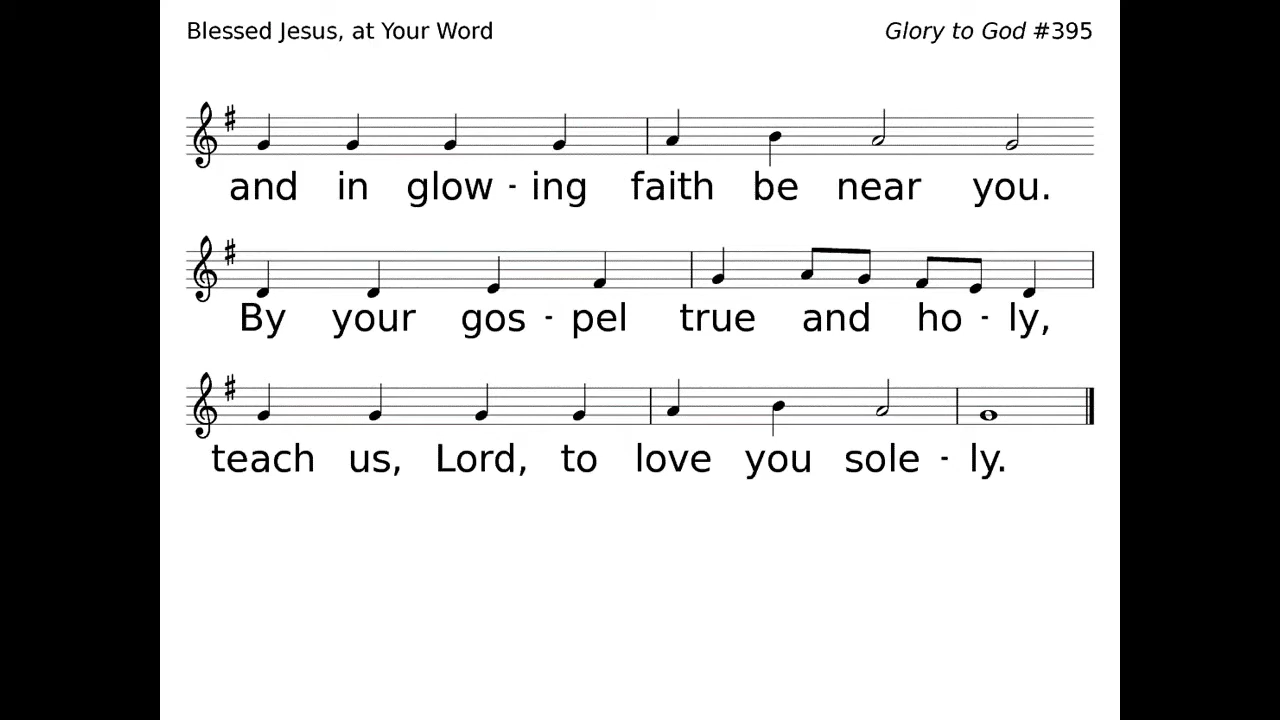 Blessed Jesus, at Your Word
Glory to God #395
and in glow - ing faith be near you.
By your gos - pel true and ho - ly,
teach us, Lord, to love you sole - ly.